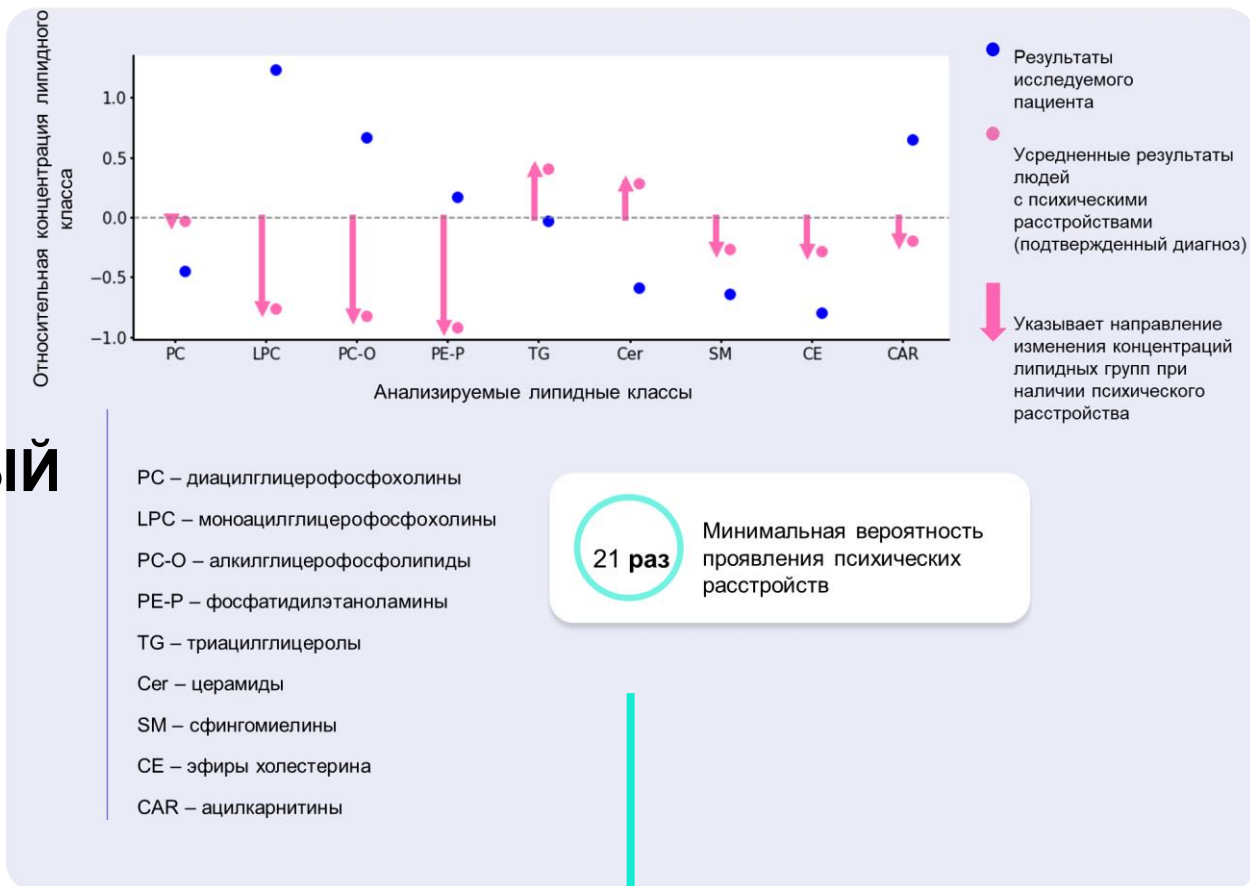 Относительная концентрация липидного
класса
1.0
0.5
0.0
−0.5
−1.0
PC LPC PC-O PE-P TG Cer SM CE CAR
Анализируемые липидные классы
Результаты
исследуемого
пациента
Усредненные результаты
людей
с психическими
расстройствами
(подтвержденный диагноз)
Указывает направление
изменения концентраций
липидных групп при
наличии психического
расстройства
ый
PC – диацилглицерофосфохолины
LPC – моноацилглицерофосфохолины
PC-O – алкилглицерофосфолипиды
PE-P – фосфатидилэтаноламины
TG – триацилглицеролы
Cer – церамиды
SM – сфингомиелины
CE – эфиры холестерина
CAR – ацилкарнитины
21 раз
Минимальная вероятность
проявления психических
расстройств